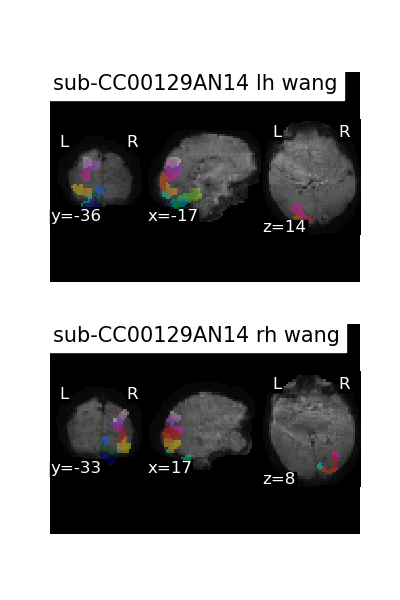 sub-CC00129AN14 lh wang
L R L R
y=-36 x=-17 z=14
sub-CC00129AN14 rh wang
L R L R
y=-33 x=17 z=8